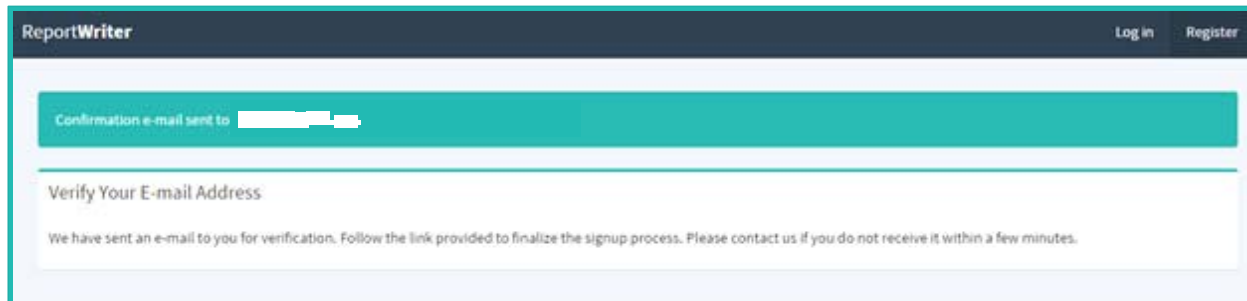 ReportWriter Log in Register
Confirmation e-mail sent to
Verify Your E-mail Address
We have sent an e-mail to you for verification. Follow the link provided to finalize the signup process. Please contact us if you do not receive it within a few minutes.